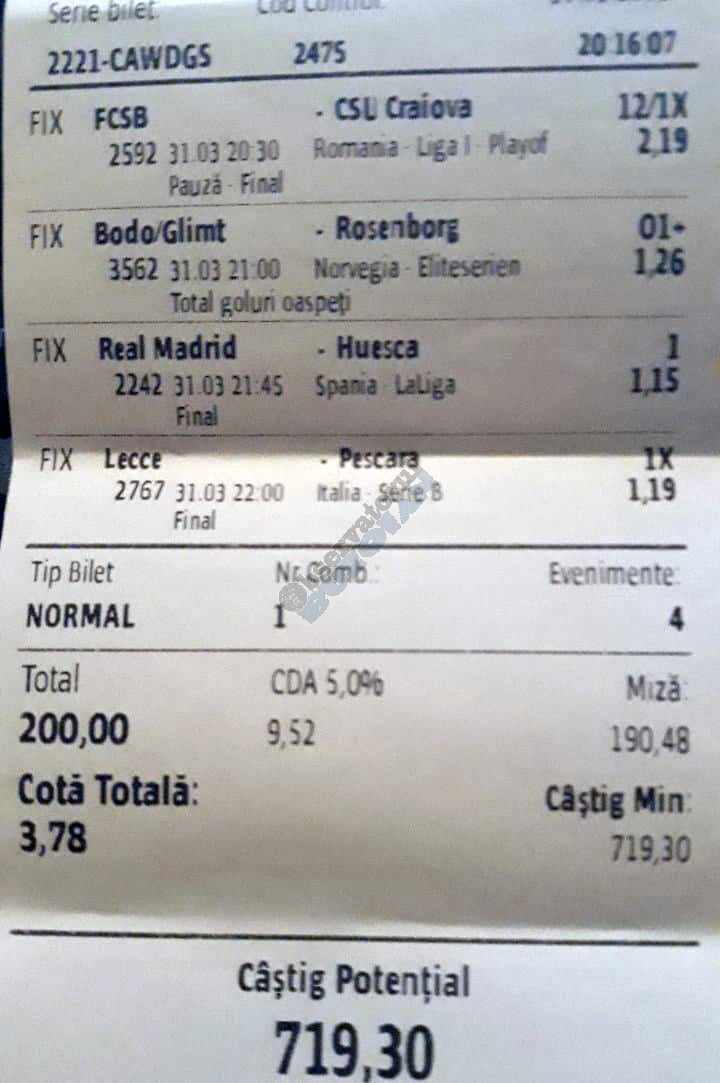 Serie bilet: Cod Control:
2221-CAWDGS 2475 20:16:07
FIX FCSB - CSU Craiova 12/1X
2592 31.03 20:30 Romania - Liga I - Playof 2,19
Pauză - Final
FIX Bodo/Glimt - Rosenborg 01+
3562 31.03 21:00 Norvegia - Eliteserien 1,26
Total goluri oaspeți
FIX Real Madrid - Huesca 1
2242 31.03 21:45 Spania - LaLiga 1,15
Final
FIX Lecce - Pescara 1X
2767 31.03 22:00 Italia - Serie B 1,19
Final
Tip Bilet Nr.Comb.: Evenimente:
NORMAL 1 4
Total CDA 5,0% Miză:
200,00 9,52 190,48
Cotă Totală: Câștig Min:
3,78 719,30
Câștig Potențial
719,30